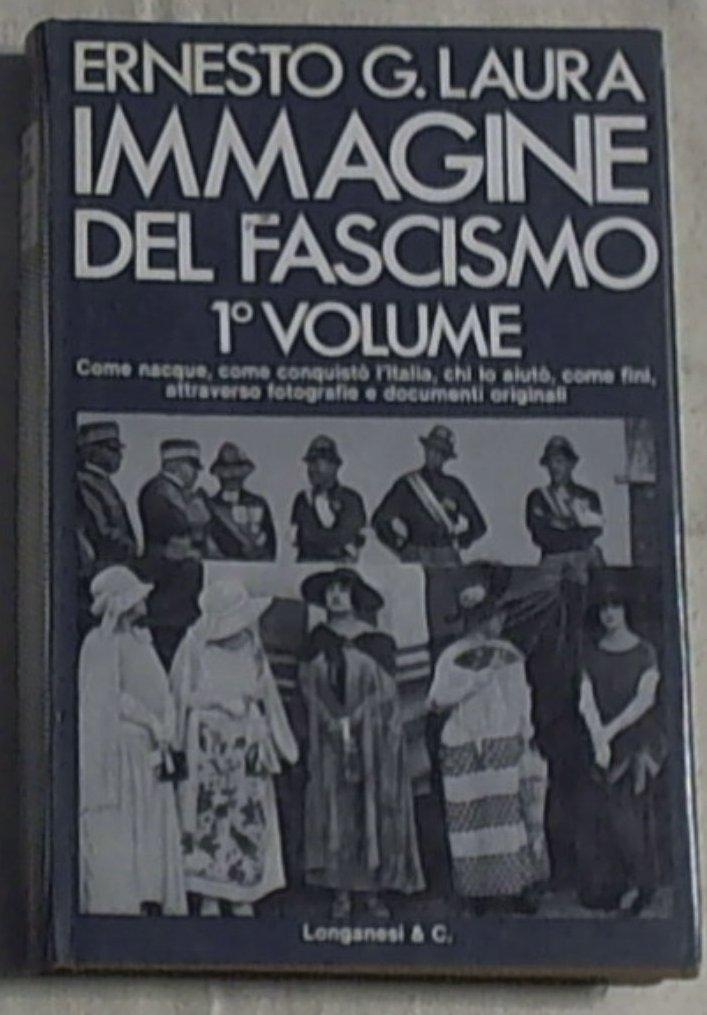 ERNESTO G. LAURA
IMMAGINE
DEL FASCISMO
1° VOLUME
Come nacque, come conquistò l'Italia, chi lo aiutò, come finì,
attraverso fotografie e documenti originali
Longanesi & C.